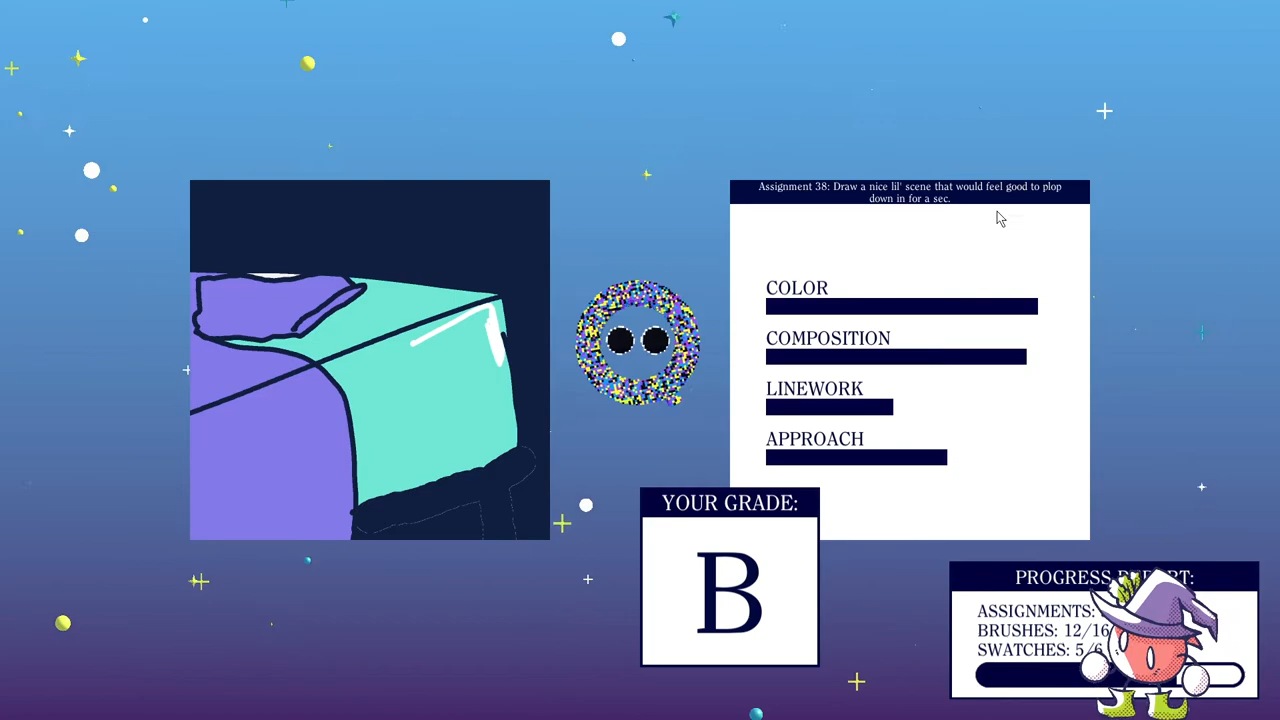 Assignment 38: Draw a nice lil' scene that would feel good to plop
down in for a sec.
COLOR
COMPOSITION
LINEWORK
APPROACH
YOUR GRADE:
B
PROGRESS
ASSIGNMENTS:
BRUSHES: 12/16
SWATCHES: 5/6